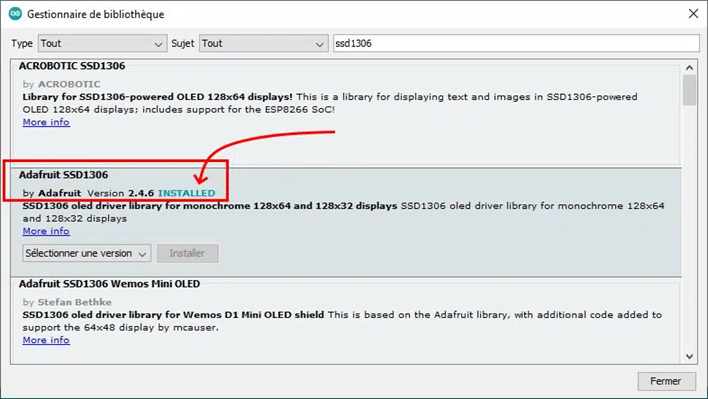 Gestionnaire de bibliothèque
Type Tout Sujet Tout ssd1306
ACROBOTIC SSD1306
by ACROBOTIC
Library for SSD1306-powered OLED 128x64 displays! This is a library for displaying text and images in SSD1306-powered
OLED 128x64 displays; includes support for the ESP8266 SoC!
More info
Adafruit SSD1306
by Adafruit Version 2.4.6 INSTALLED
SSD1306 oled driver library for monochrome 128x64 and 128x32 displays SSD1306 oled driver library for monochrome 128x64
and 128x32 displays
More info
Sélectionner une version Installer
Adafruit SSD1306 Wemos Mini OLED
by Stefan Bethke
SSD1306 oled driver library for Wemos D1 Mini OLED shield This is based on the Adafruit library, with additional code added to
support the 64x48 display by mcauser.
More info
Fermer